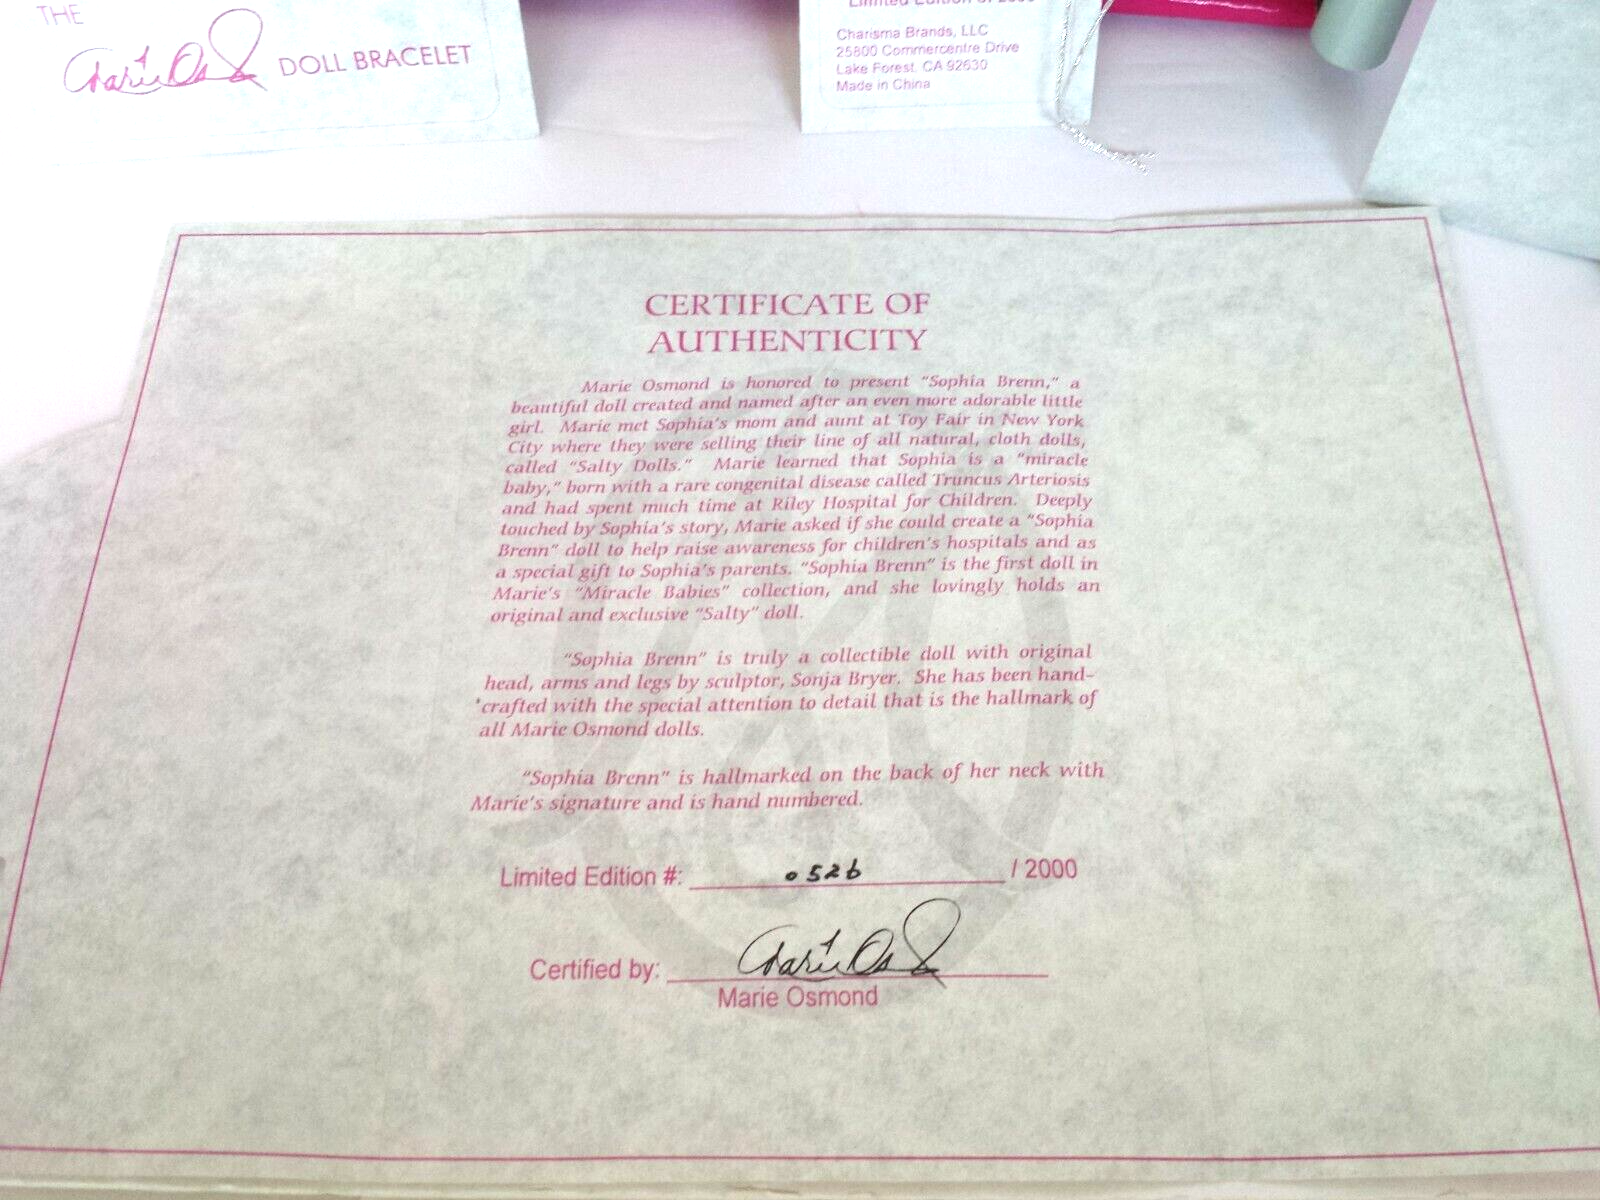 THE
Marie Osmond DOLL BRACELET
Limited Edition of 2000
Charisma Brands, LLC
25800 Commercentre Drive
Lake Forest, CA 92630
Made in China
CERTIFICATE OF
AUTHENTICITY
Marie Osmond is honored to present "Sophia Brenn," a
beautiful doll created and named after an even more adorable little
girl. Marie met Sophia's mom and aunt at Toy Fair in New York
City where they were selling their line of all natural, cloth dolls,
called "Salty Dolls." Marie learned that Sophia is a "miracle
baby," born with a rare congenital disease called Truncus Arteriosis
and had spent much time at Riley Hospital for Children. Deeply
touched by Sophia's story, Marie asked if she could create a "Sophia
Brenn" doll to help raise awareness for children's hospitals and as
a special gift to Sophia's parents. "Sophia Brenn" is the first doll in
Marie's "Miracle Babies" collection, and she lovingly holds an
original and exclusive "Salty" doll.
"Sophia Brenn" is truly a collectible doll with original
head, arms and legs by sculptor, Sonja Bryer. She has been hand-
crafted with the special attention to detail that is the hallmark of
all Marie Osmond dolls.
"Sophia Brenn" is hallmarked on the back of her neck with
Marie's signature and is hand numbered.
Limited Edition #: 0526 / 2000
Certified by: Marie Osmond
Marie Osmond